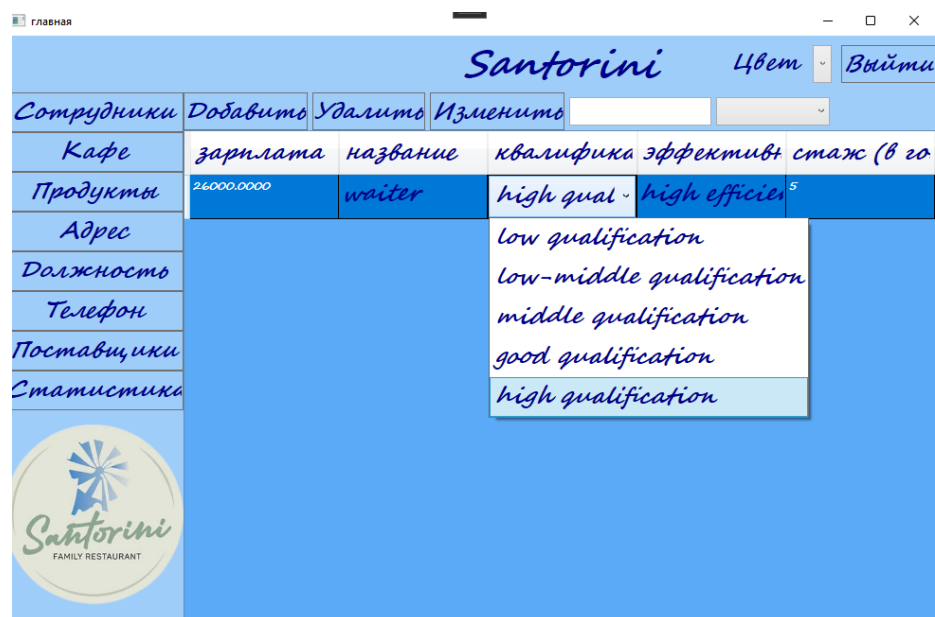 главная
Santorini Цвет Выйти
Сотрудники Добавить Удалить Изменить
Кафе зарплата название квалифика эффективн стаж (в го
Продукты 26000.0000 waiter high qual high efficien 5
Адрес low qualification
Должность low-middle qualification
Телефон middle qualification
Поставщики good qualification
Статистика high qualification
Santorini
FAMILY RESTAURANT